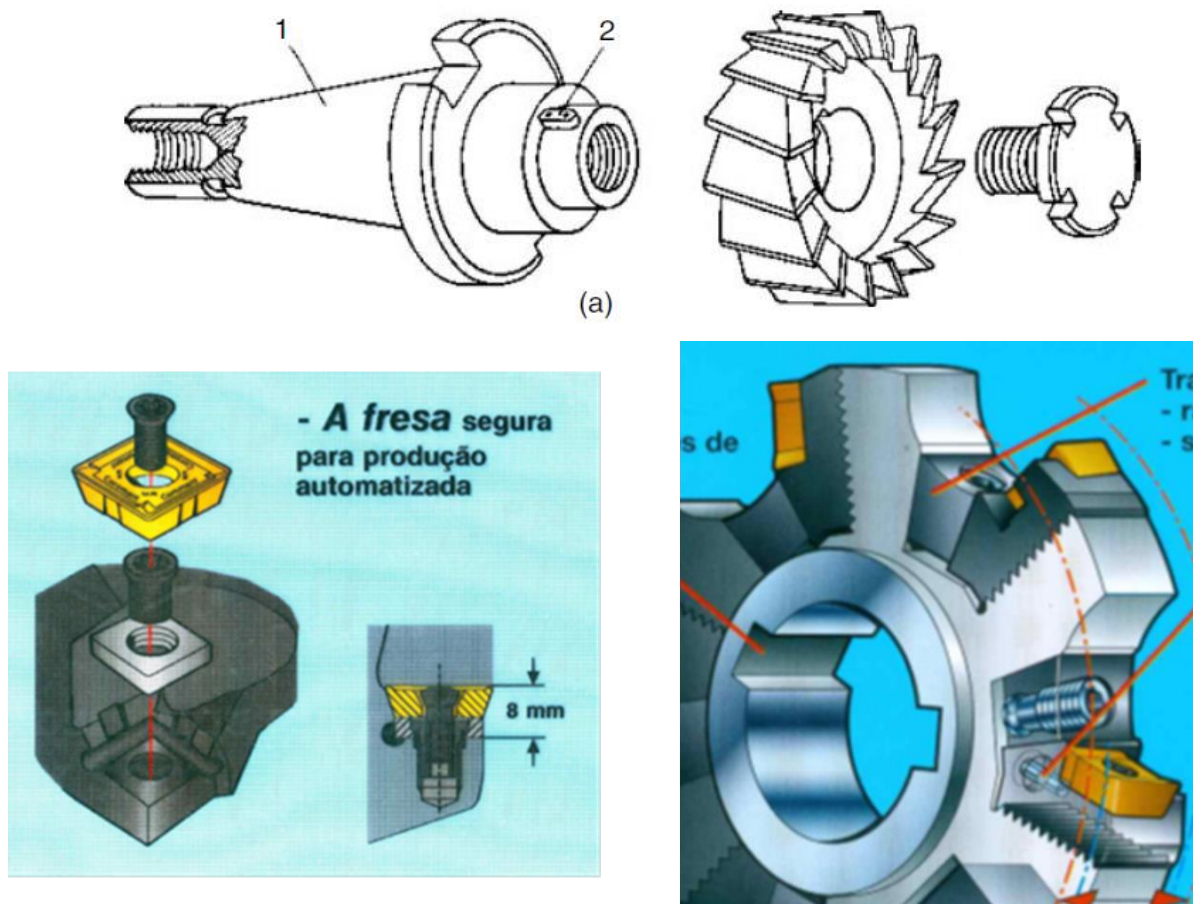 1
2
(a)
- A fresa segura
para produção
automatizada
8 mm
s de
Tra
- r
- s